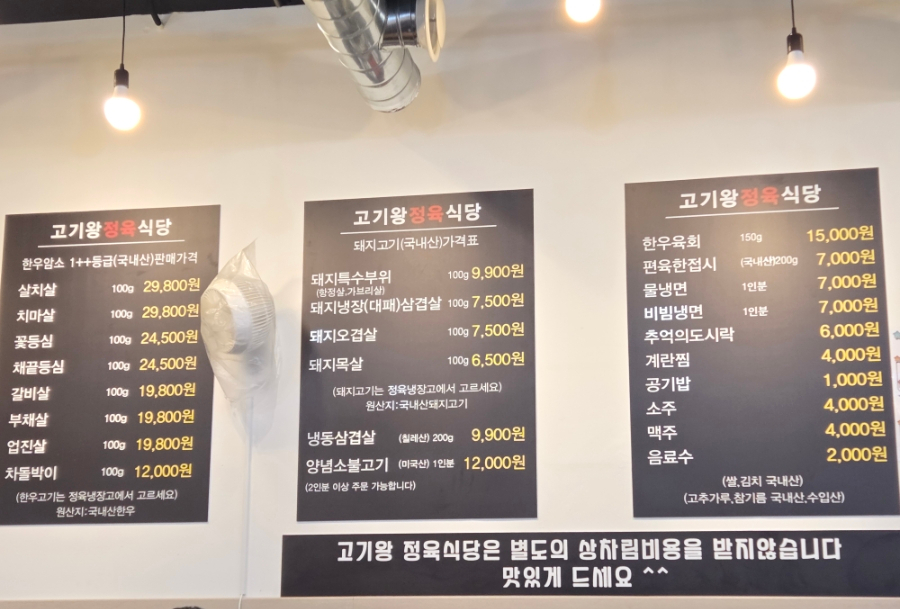 고기왕정육식당
한우암소 1++등급(국내산)판매가격
살치살 100g 29,800원
치마살 100g 29,800원
꽃등심 100g 24,500원
채끝등심 100g 24,500원
갈비살 100g 19,800원
부채살 100g 19,800원
업진살 100g 19,800원
차돌박이 100g 12,000원
(한우고기는 정육냉장고에서 고르세요)
원산지:국내산한우
고기왕정육식당
돼지고기(국내산)가격표
돼지특수부위 100g 9,900원
(항정살,가브리살)
돼지냉장(대패)삼겹살 100g 7,500원
돼지오겹살 100g 7,500원
돼지목살 100g 6,500원
(돼지고기는 정육냉장고에서 고르세요)
원산지:국내산돼지고기
냉동삼겹살 (칠레산) 200g 9,900원
양념소불고기 (미국산) 1인분 12,000원
(2인분 이상 주문 가능합니다)
고기왕정육식당
한우육회 150g 15,000원
편육한접시 (국내산)200g 7,000원
물냉면 1인분 7,000원
비빔냉면 1인분 7,000원
추억의도시락 6,000원
계란찜 4,000원
공기밥 1,000원
소주 4,000원
맥주 4,000원
음료수 2,000원
(쌀,김치 국내산)
(고추가루,참기름 국내산,수입산)
고기왕 정육식당은 별도의 상차림비용을 받지않습니다
맛있게 드세요 ^^